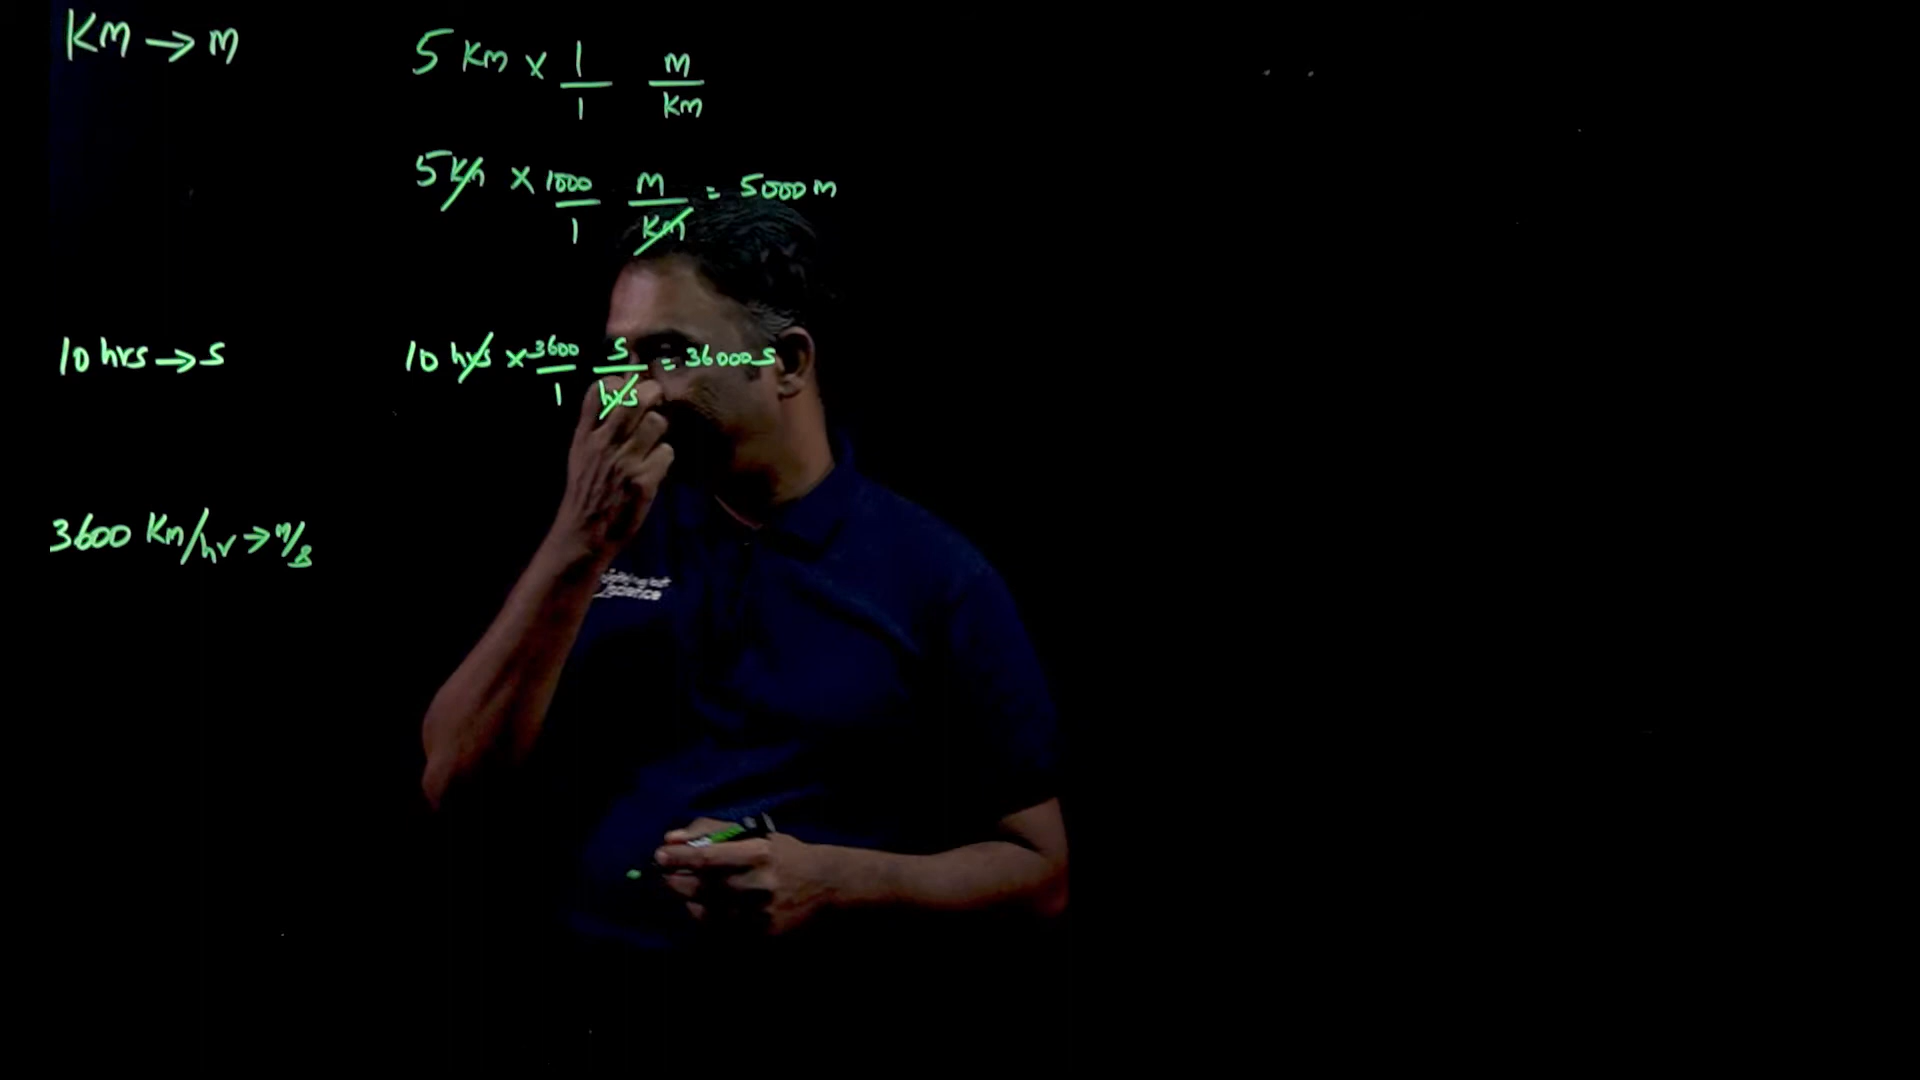 Km → m
5 Km × 1/1 m/km
5 Km × 1000/1 m/Km = 5000 m
10 hrs → s
10 hrs × 3600/1 s/hrs = 36000 s
3600 Km/hr → m/s
science